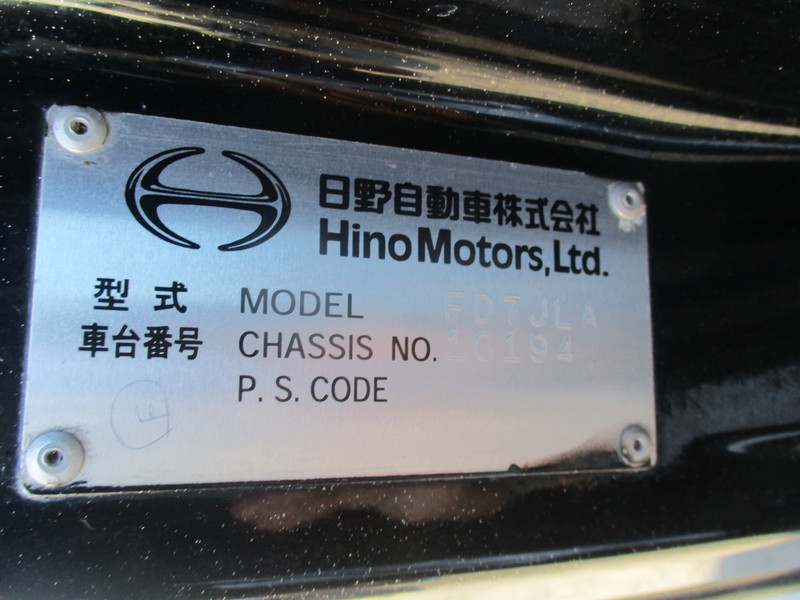 日野自動車株式会社
Hino Motors, Ltd.
型式 MODEL FD7JLA
車台番号 CHASSIS NO. 10194
P. S. CODE